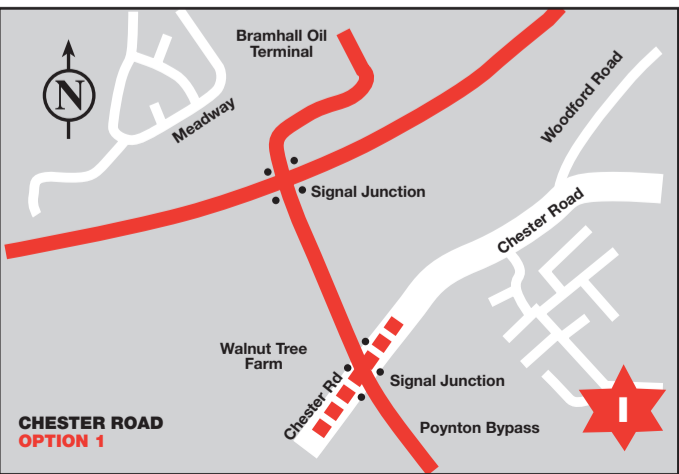 Bramhall Oil
Terminal
N
Meadway
Woodford Road
Signal Junction
Chester Road
Walnut Tree
Farm
Chester Rd
Signal Junction
Poynton Bypass
CHESTER ROAD
OPTION 1
1